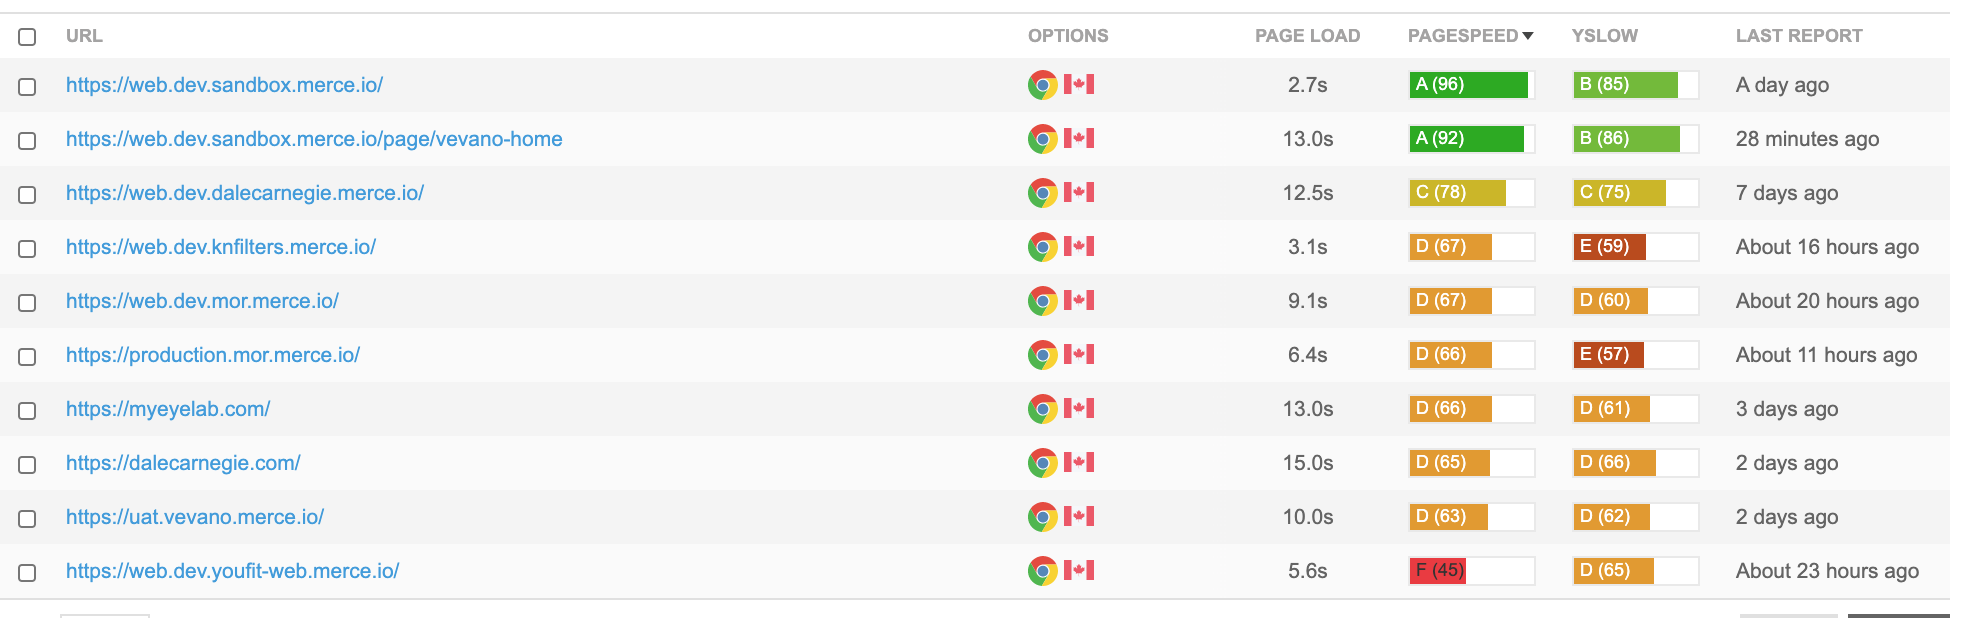 URL OPTIONS PAGE LOAD PAGESPEED YSLOW LAST REPORT
https://web.dev.sandbox.merce.io/ 2.7s A (96) B (85) A day ago
https://web.dev.sandbox.merce.io/page/vevano-home 13.0s A (92) B (86) 28 minutes ago
https://web.dev.dalecarnegie.merce.io/ 12.5s C (78) C (75) 7 days ago
https://web.dev.knfilters.merce.io/ 3.1s D (67) E (59) About 16 hours ago
https://web.dev.mor.merce.io/ 9.1s D (67) D (60) About 20 hours ago
https://production.mor.merce.io/ 6.4s D (66) E (57) About 11 hours ago
https://myeyelab.com/ 13.0s D (66) D (61) 3 days ago
https://dalecarnegie.com/ 15.0s D (65) D (66) 2 days ago
https://uat.vevano.merce.io/ 10.0s D (63) D (62) 2 days ago
https://web.dev.youfit-web.merce.io/ 5.6s F (45) D (65) About 23 hours ago